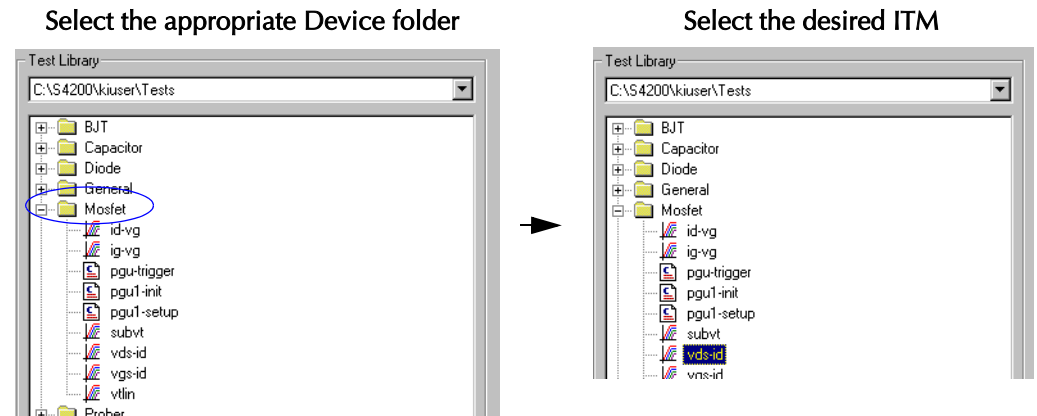 Select the appropriate Device folder
Test Library
C:\S4200\kiuser\Tests
BJT
Capacitor
Diode
General
Mosfet
id-vg
ig-vg
pgu-trigger
pgu1-init
pgu1-setup
subvt
vds-id
vgs-id
vtlin
Prober
Select the desired ITM
Test Library
C:\S4200\kiuser\Tests
BJT
Capacitor
Diode
General
Mosfet
id-vg
ig-vg
pgu-trigger
pgu1-init
pgu1-setup
subvt
vds-id
vgs-id